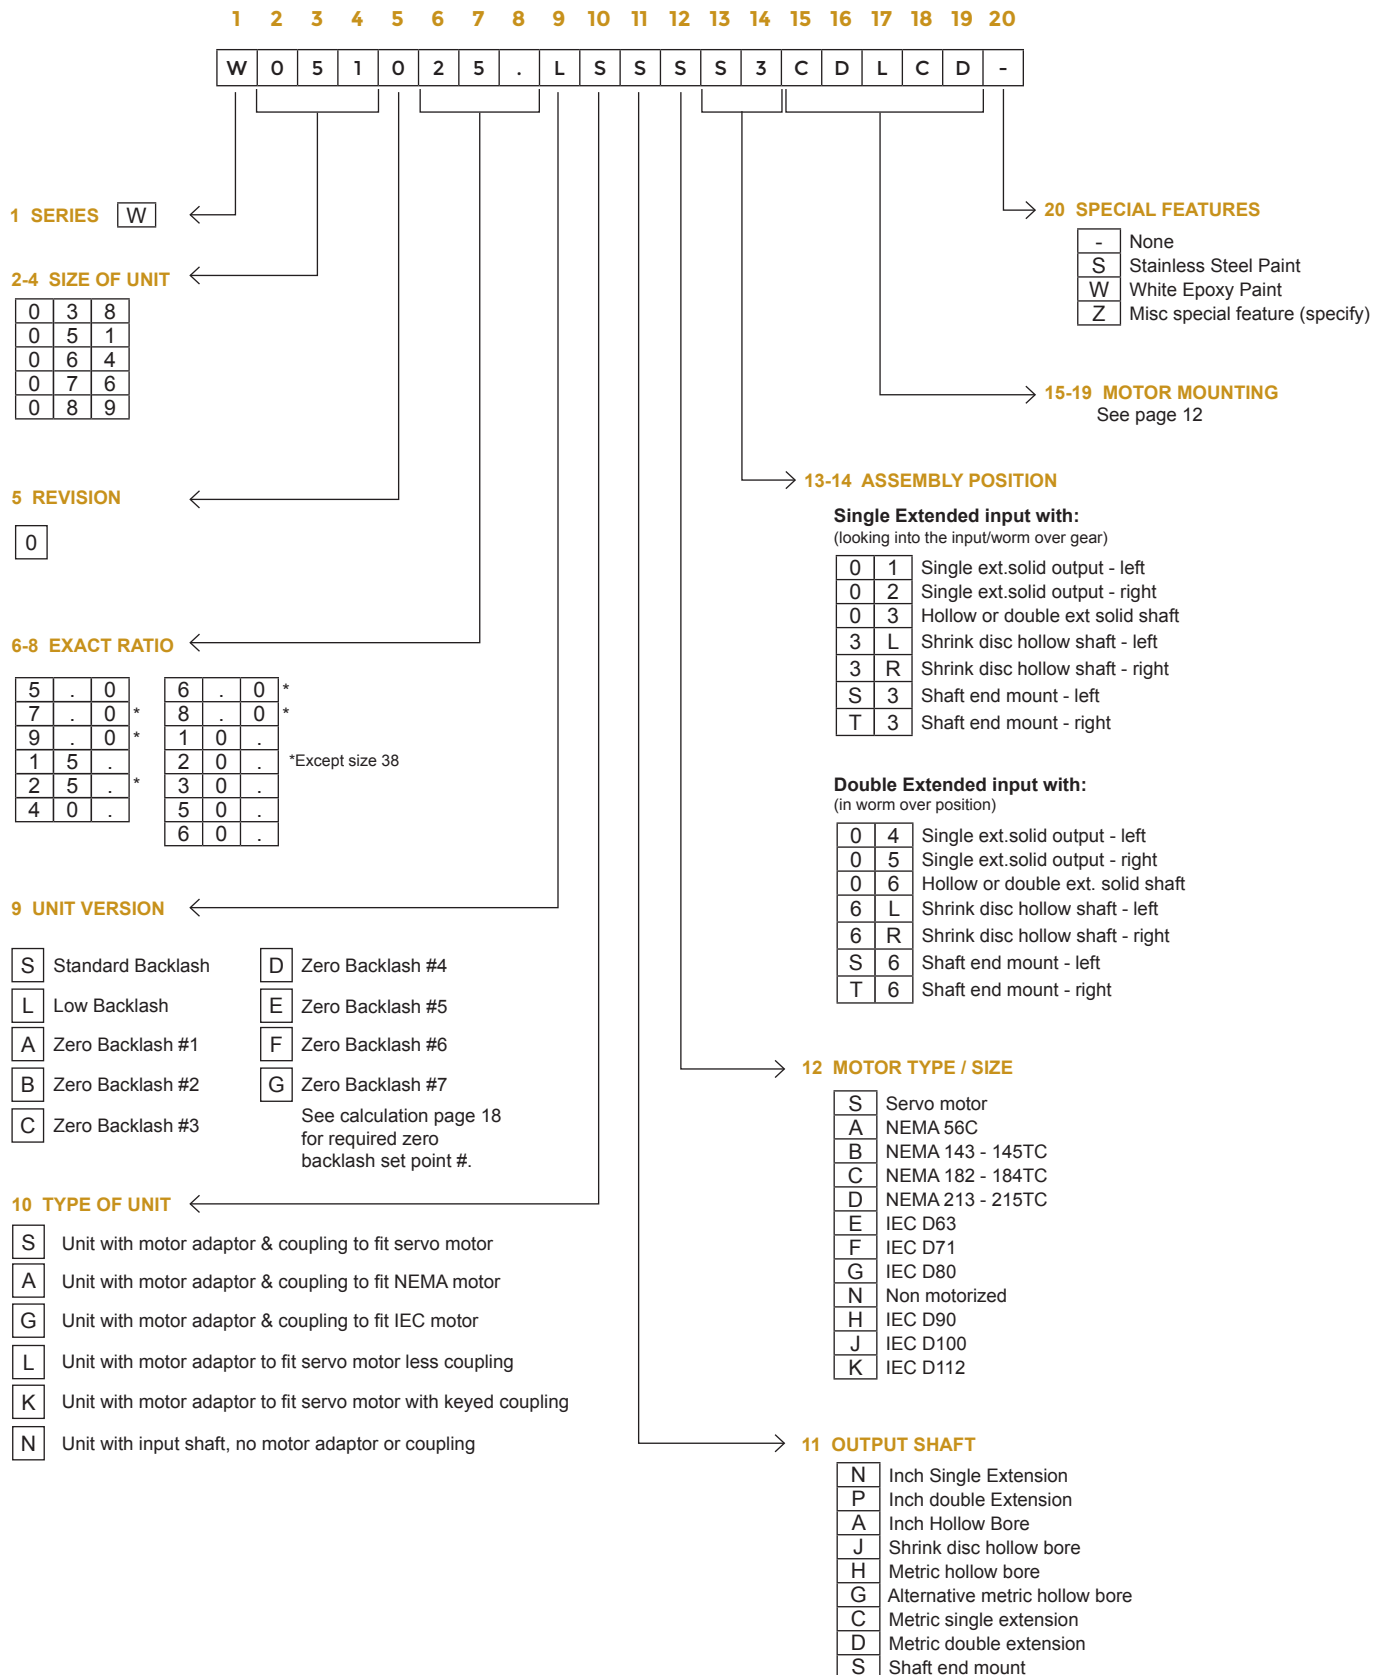 1 2 3 4 5 6 7 8 9 10 11 12 13 14 15 16 17 18 19 20
W 0 5 1 0 2 5 . L S S S S 3 C D L C D -
1 SERIES W
2-4 SIZE OF UNIT
0 3 8
0 5 1
0 6 4
0 7 6
0 8 9
5 REVISION
0
6-8 EXACT RATIO
5 . 0
7 . 0 *
9 . 0 *
1 5 .
2 5 . *
4 0 .
6 . 0 *
8 . 0 *
1 0 .
2 0 .
3 0 .
5 0 .
6 0 .
*Except size 38
9 UNIT VERSION
S Standard Backlash
L Low Backlash
A Zero Backlash #1
B Zero Backlash #2
C Zero Backlash #3
D Zero Backlash #4
E Zero Backlash #5
F Zero Backlash #6
G Zero Backlash #7
See calculation page 18
for required zero
backlash set point #.
10 TYPE OF UNIT
S Unit with motor adaptor & coupling to fit servo motor
A Unit with motor adaptor & coupling to fit NEMA motor
G Unit with motor adaptor & coupling to fit IEC motor
L Unit with motor adaptor to fit servo motor less coupling
K Unit with motor adaptor to fit servo motor with keyed coupling
N Unit with input shaft, no motor adaptor or coupling
20 SPECIAL FEATURES
- None
S Stainless Steel Paint
W White Epoxy Paint
Z Misc special feature (specify)
15-19 MOTOR MOUNTING
See page 12
13-14 ASSEMBLY POSITION
Single Extended input with:
(looking into the input/worm over gear)
0 1 Single ext.solid output - left
0 2 Single ext.solid output - right
0 3 Hollow or double ext solid shaft
3 L Shrink disc hollow shaft - left
3 R Shrink disc hollow shaft - right
S 3 Shaft end mount - left
T 3 Shaft end mount - right
Double Extended input with:
(in worm over position)
0 4 Single ext.solid output - left
0 5 Single ext.solid output - right
0 6 Hollow or double ext. solid shaft
6 L Shrink disc hollow shaft - left
6 R Shrink disc hollow shaft - right
S 6 Shaft end mount - left
T 6 Shaft end mount - right
12 MOTOR TYPE / SIZE
S Servo motor
A NEMA 56C
B NEMA 143 - 145TC
C NEMA 182 - 184TC
D NEMA 213 - 215TC
E IEC D63
F IEC D71
G IEC D80
N Non motorized
H IEC D90
J IEC D100
K IEC D112
11 OUTPUT SHAFT
N Inch Single Extension
P Inch double Extension
A Inch Hollow Bore
J Shrink disc hollow bore
H Metric hollow bore
G Alternative metric hollow bore
C Metric single extension
D Metric double extension
S Shaft end mount